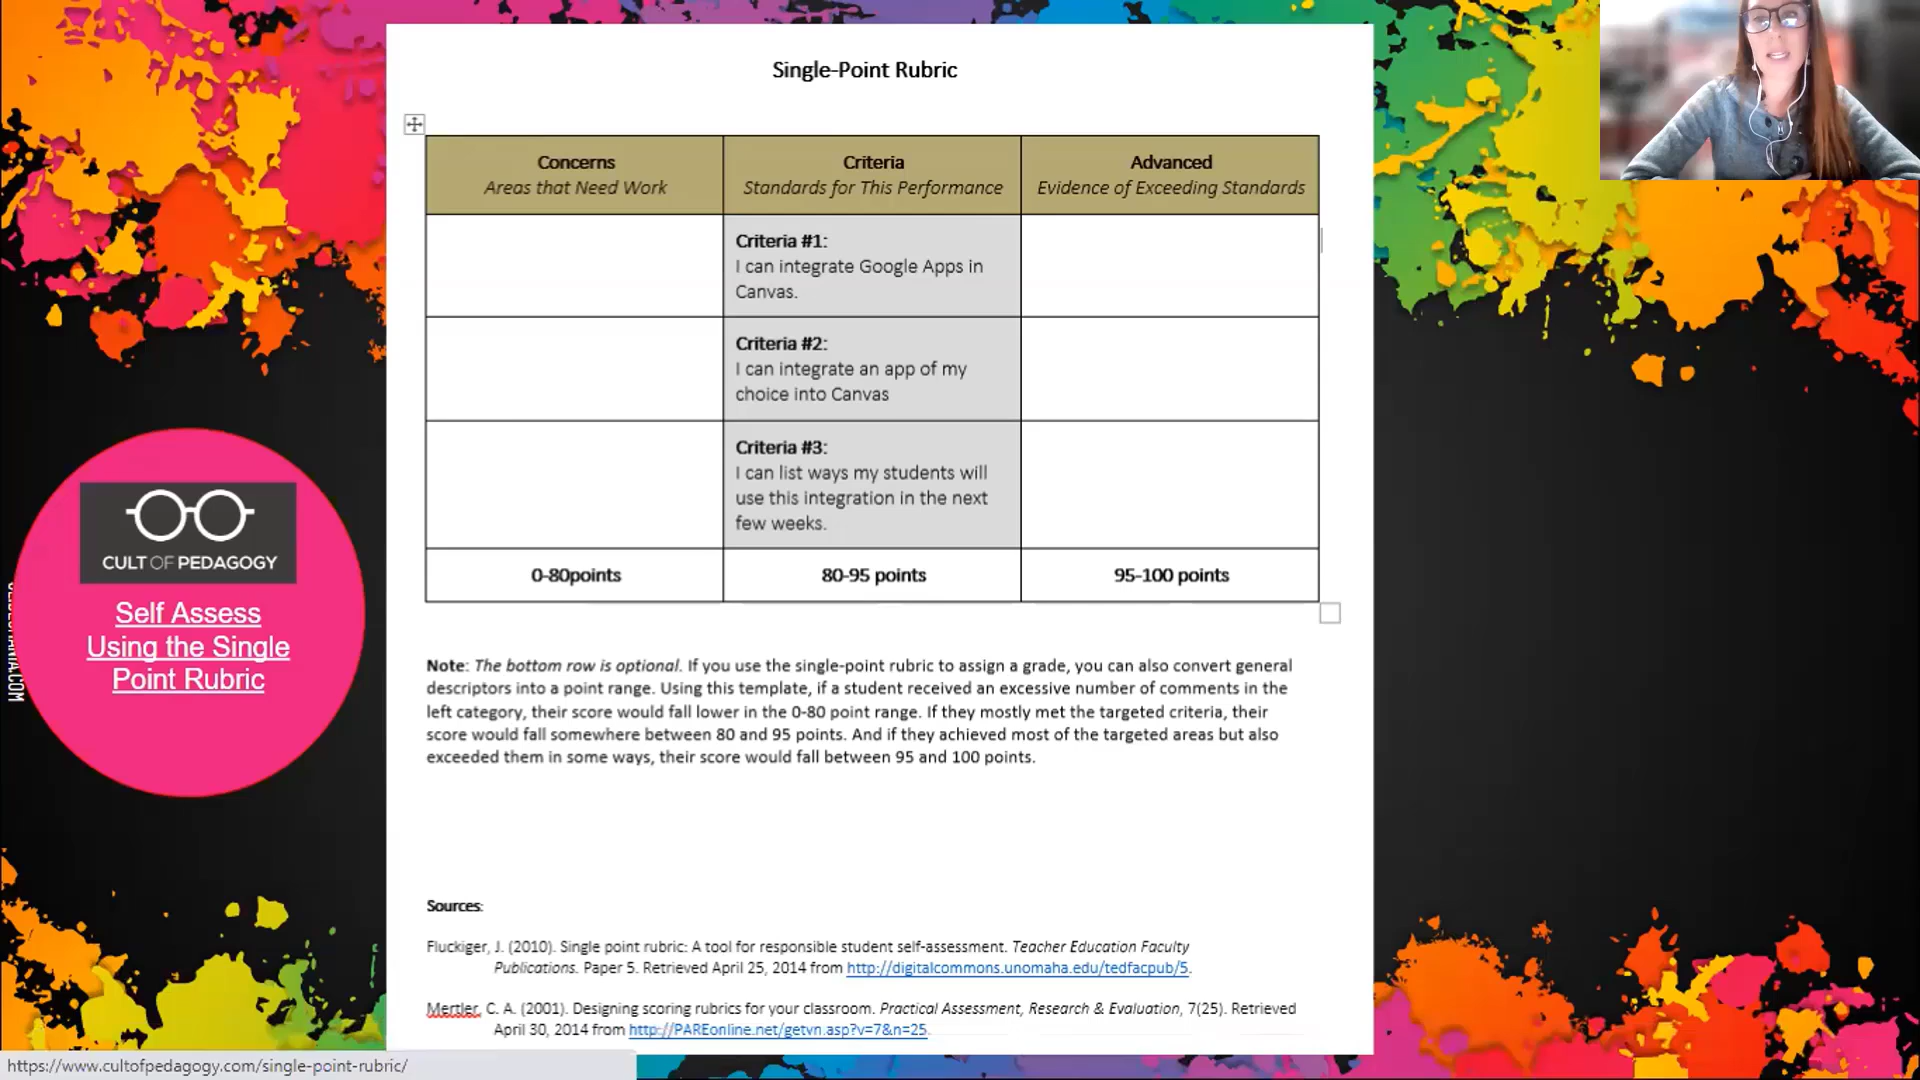 Single-Point Rubric
Concerns
Areas that Need Work
Criteria
Standards for This Performance
Advanced
Evidence of Exceeding Standards
Criteria #1:
I can integrate Google Apps in
Canvas.
Criteria #2:
I can integrate an app of my
choice into Canvas
Criteria #3:
I can list ways my students will
use this integration in the next
few weeks.
0-80points
80-95 points
95-100 points
CULT OF PEDAGOGY
Self Assess
Using the Single
Point Rubric
Note: The bottom row is optional. If you use the single-point rubric to assign a grade, you can also convert general
descriptors into a point range. Using this template, if a student received an excessive number of comments in the
left category, their score would fall lower in the 0-80 point range. If they mostly met the targeted criteria, their
score would fall somewhere between 80 and 95 points. And if they achieved most of the targeted areas but also
exceeded them in some ways, their score would fall between 95 and 100 points.
Sources:
Fluckiger, J. (2010). Single point rubric: A tool for responsible student self-assessment. Teacher Education Faculty
Publications. Paper 5. Retrieved April 25, 2014 from http://digitalcommons.unomaha.edu/tedfacpub/5.
Mertler, C. A. (2001). Designing scoring rubrics for your classroom. Practical Assessment, Research & Evaluation, 7(25). Retrieved
April 30, 2014 from http://PAREonline.net/getvn.asp?v=7&n=25.
https://www.cultofpedagogy.com/single-point-rubric/